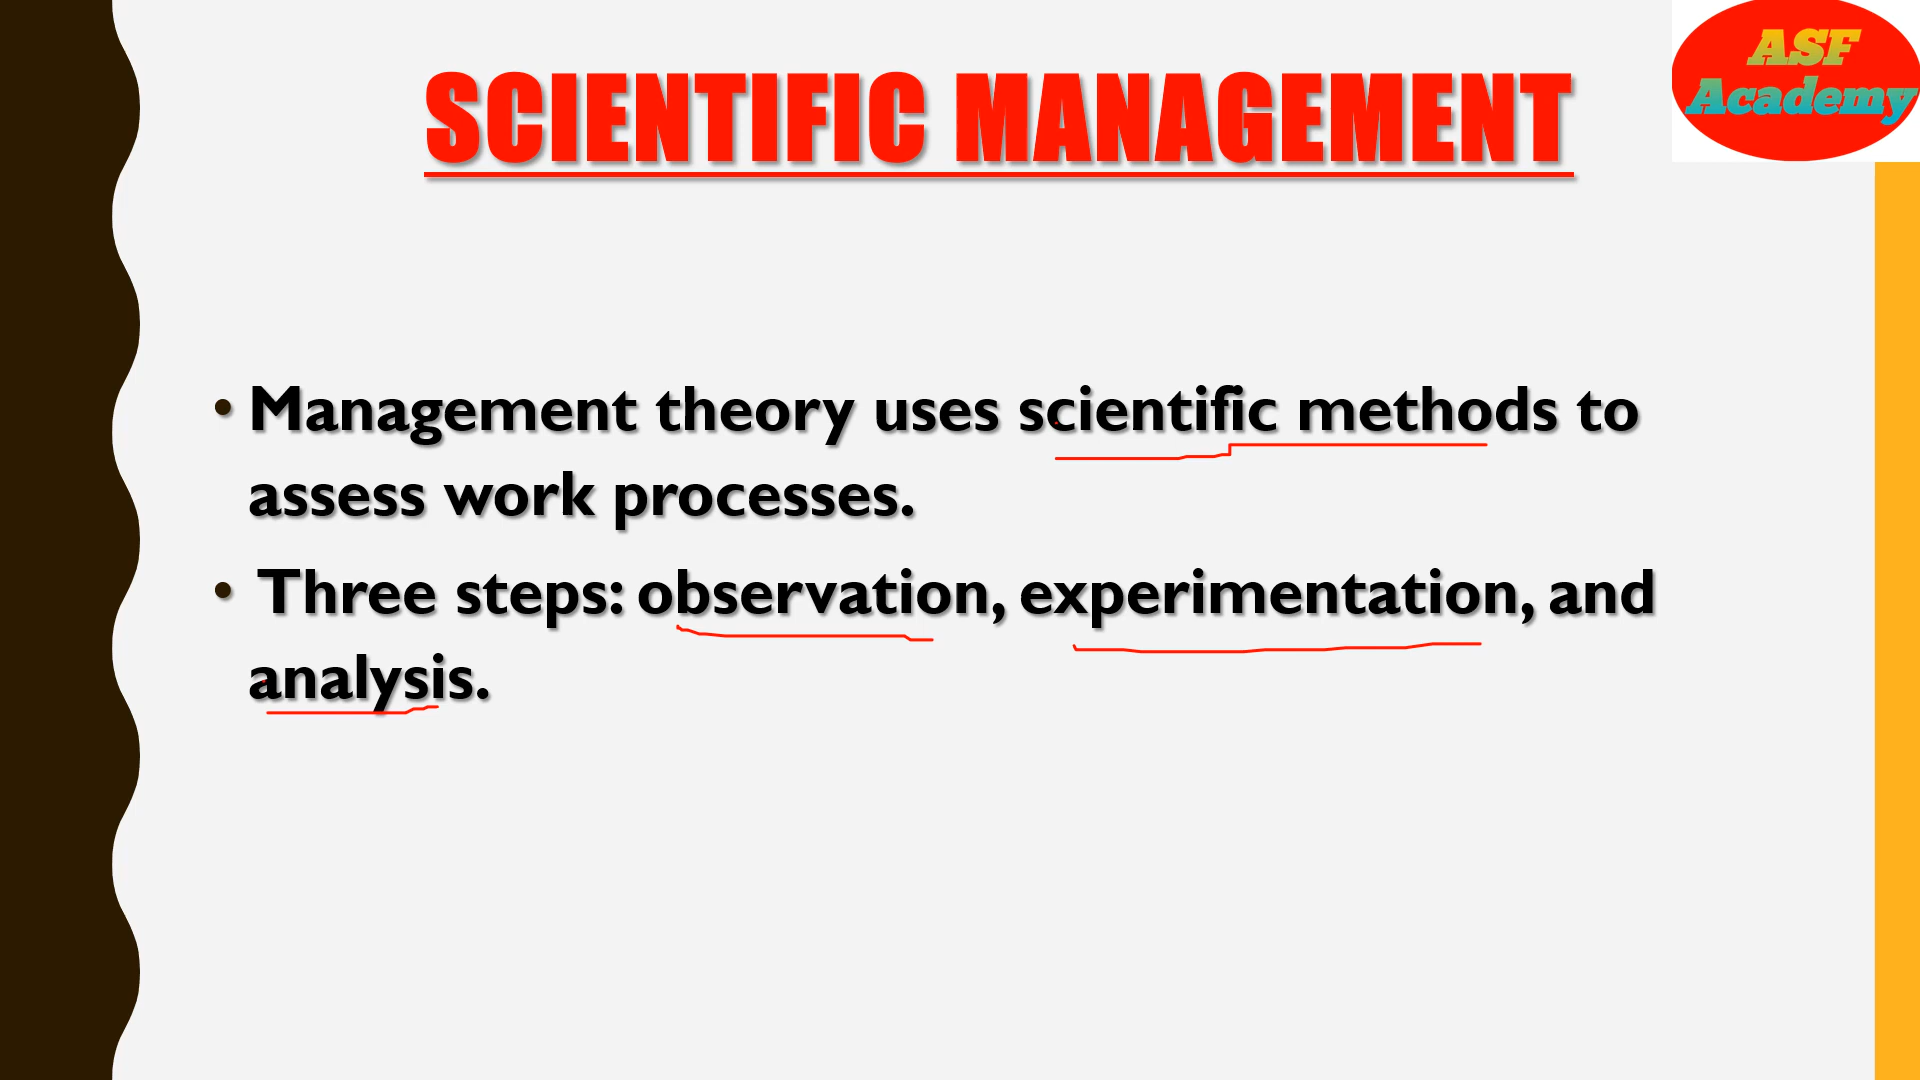 ASF
Academy
SCIENTIFIC MANAGEMENT
• Management theory uses scientific methods to
assess work processes.
• Three steps: observation, experimentation, and
analysis.